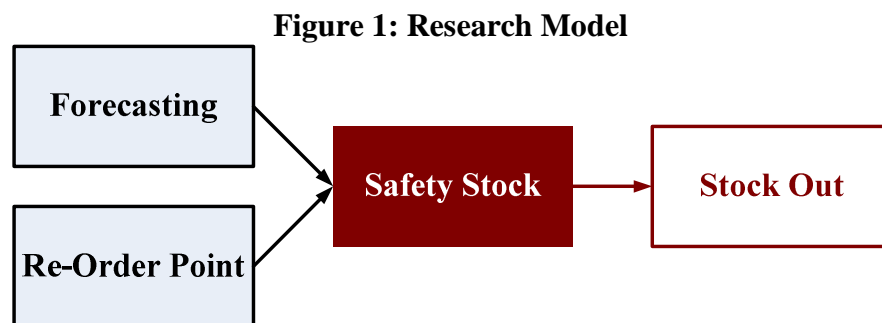 Figure 1: Research Model
Forecasting
Safety Stock
Stock Out
Re-Order Point